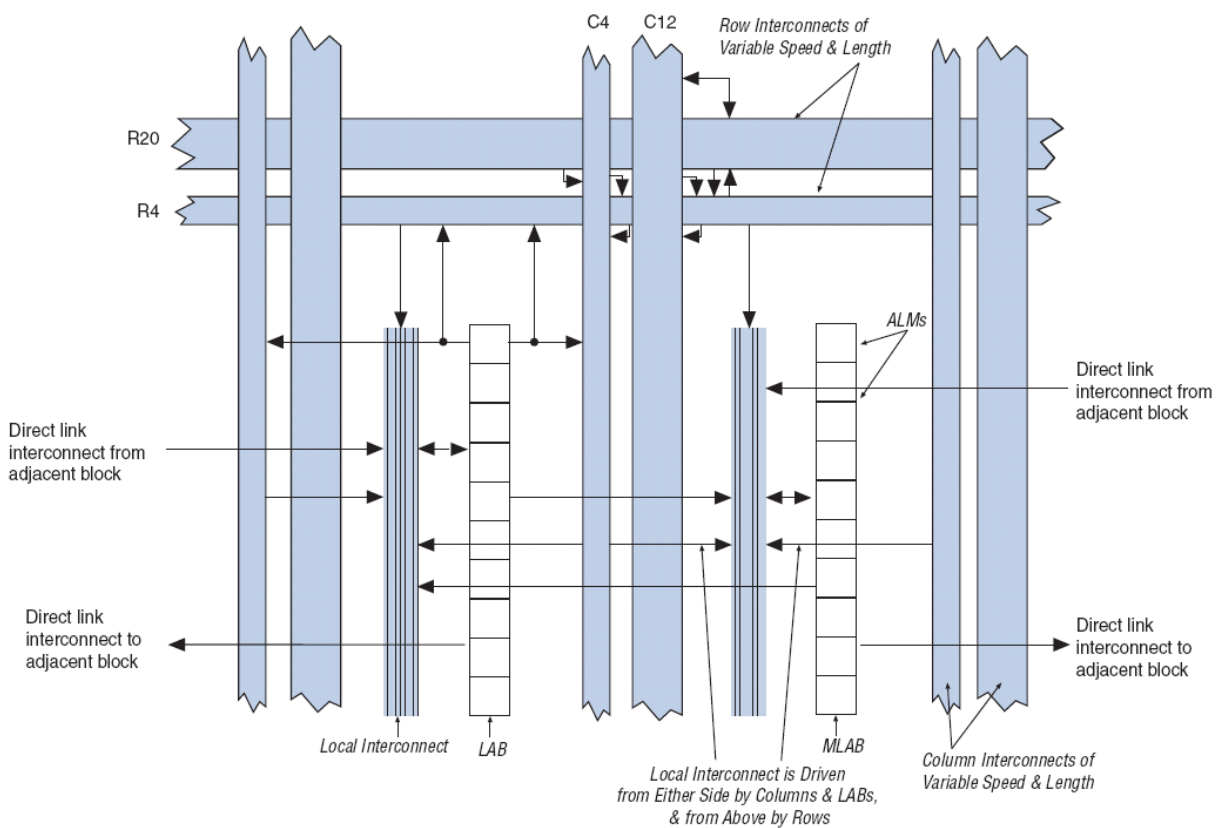 C4
C12
Row Interconnects of
Variable Speed & Length
R20
R4
ALMs
Direct link
interconnect from
adjacent block
Direct link
interconnect from
adjacent block
Direct link
interconnect to
adjacent block
Direct link
interconnect to
adjacent block
Local Interconnect
LAB
MLAB
Local Interconnect is Driven
from Either Side by Columns & LABs,
& from Above by Rows
Column Interconnects of
Variable Speed & Length